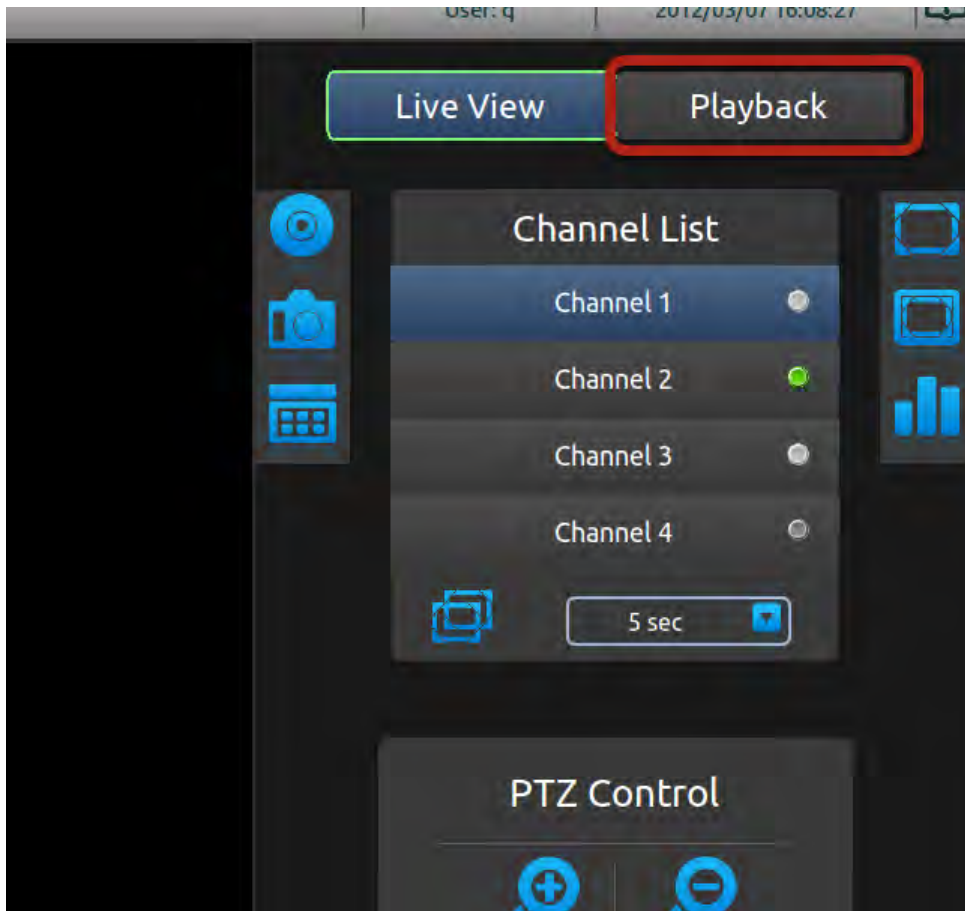 User: q 2012/03/07 16:08:27
Live View Playback
Channel List
Channel 1
Channel 2
Channel 3
Channel 4
5 sec
PTZ Control